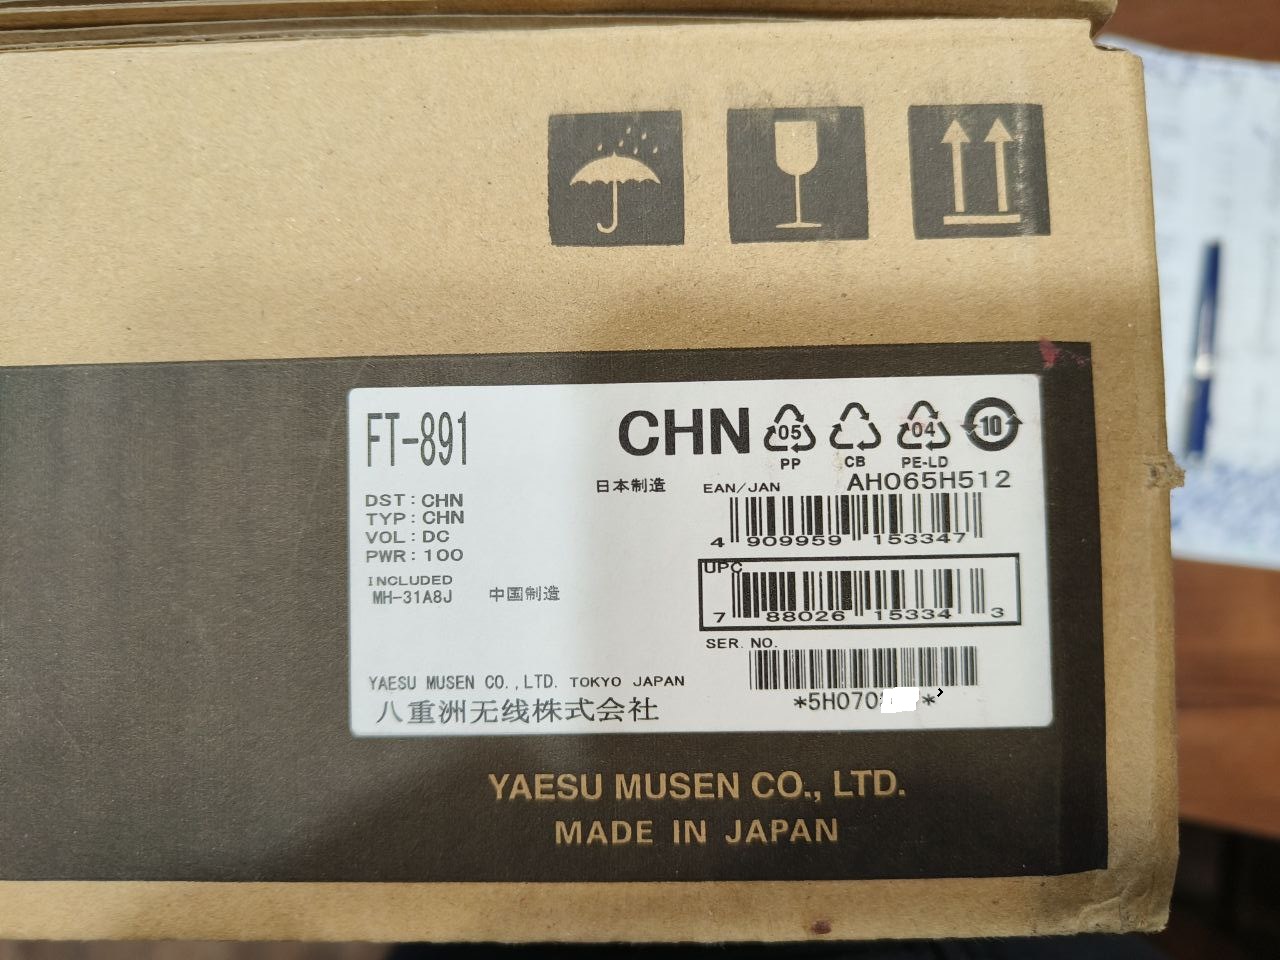 FT-891
CHN
05
04
10
PP
CB
PE-LD
日本制造
EAN/JAN
AH065H512
DST: CHN
TYP: CHN
VOL: DC
PWR: 100
4 909959 153347
INCLUDED
MH-31A8J
中国制造
UPC
7 88026 15334 3
SER. NO.
*5H070
*
YAESU MUSEN CO.,LTD. TOKYO JAPAN
八重洲无线株式会社
YAESU MUSEN CO., LTD.
MADE IN JAPAN